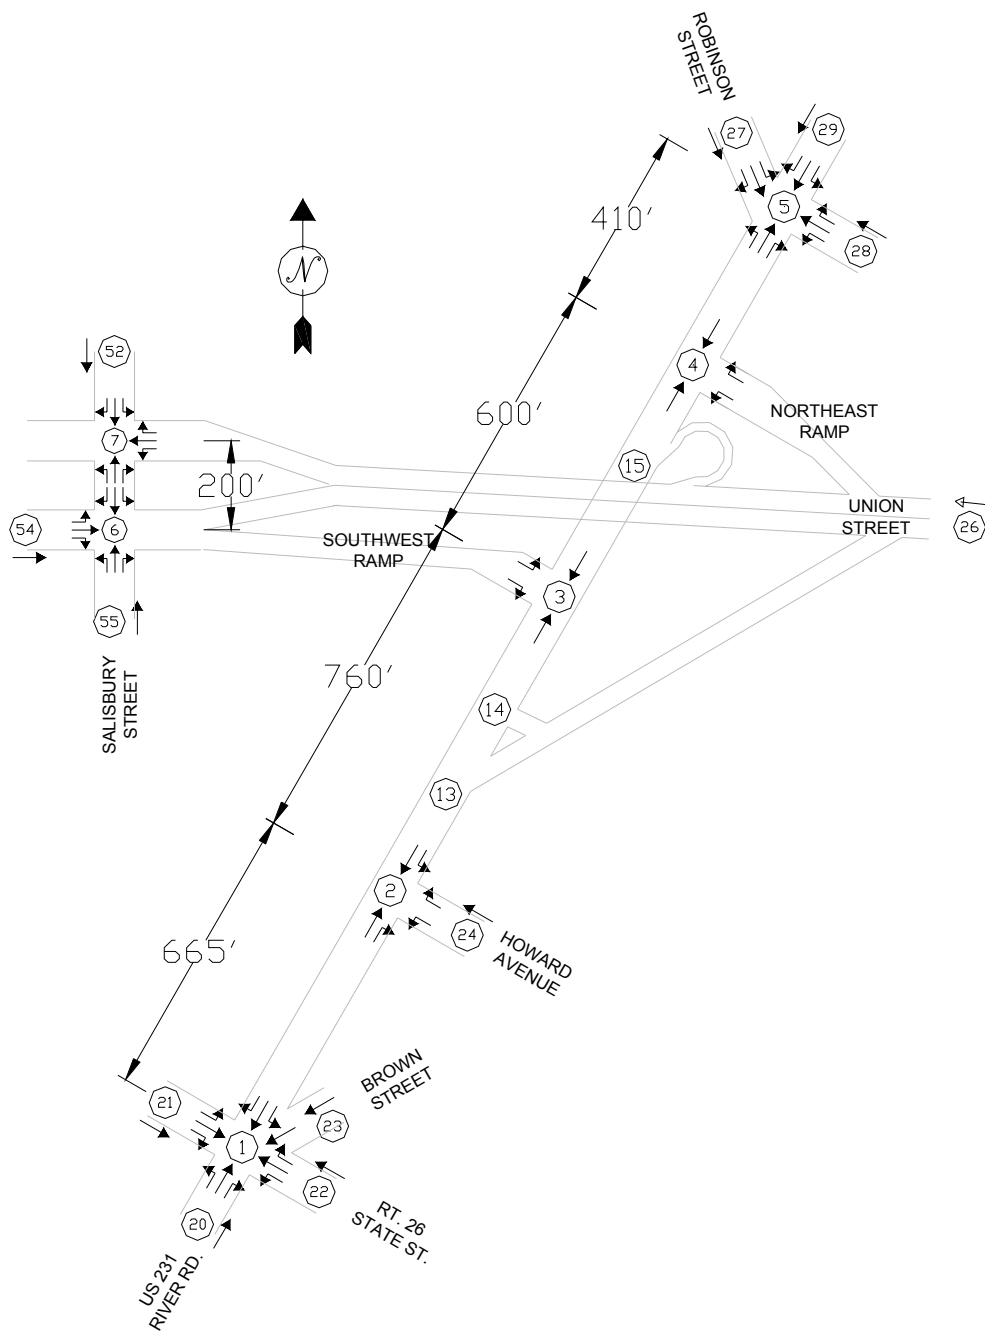 ROBINSON
STREET
27
29
5
28
410'
N
52
4
600'
NORTHEAST
RAMP
7
15
200'
UNION
STREET
54
6
26
SOUTHWEST
RAMP
3
55
760'
SALISBURY
STREET
14
13
2
24
HOWARD
AVENUE
665'
BROWN
STREET
21
23
1
22
RT. 26
STATE ST.
20
US 231
RIVER RD.